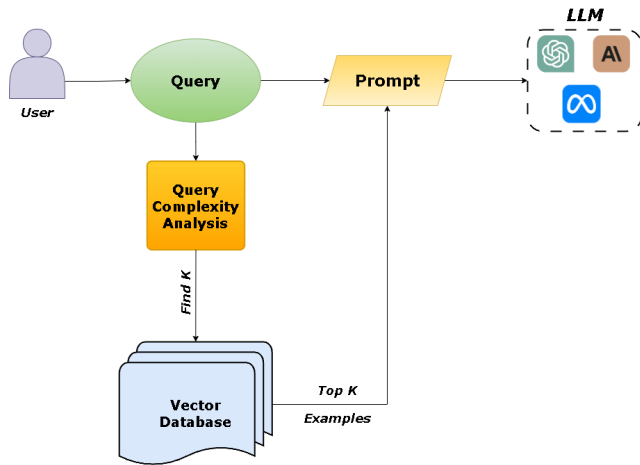 LLM
User
Query
Prompt
Query
Complexity
Analysis
Find K
Top K
Examples
Vector
Database